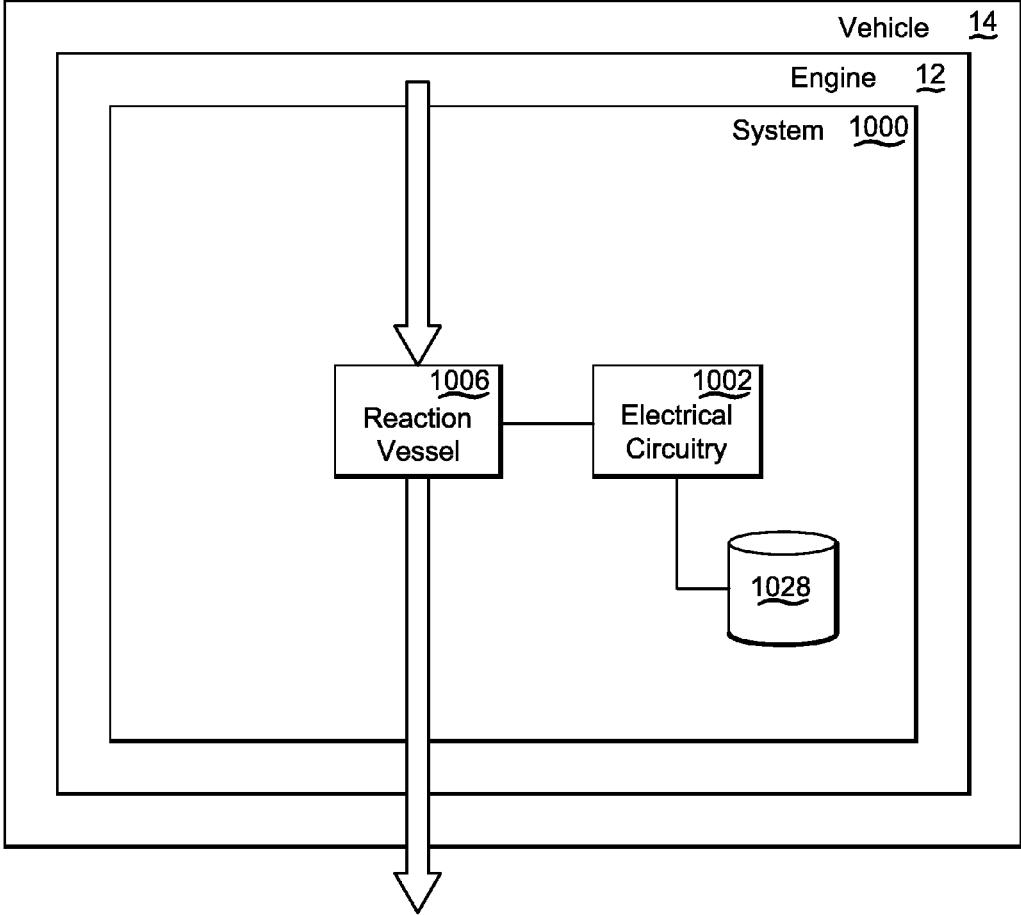 Vehicle 14
Engine 12
System 1000
1006
Reaction
Vessel
1002
Electrical
Circuitry
1028